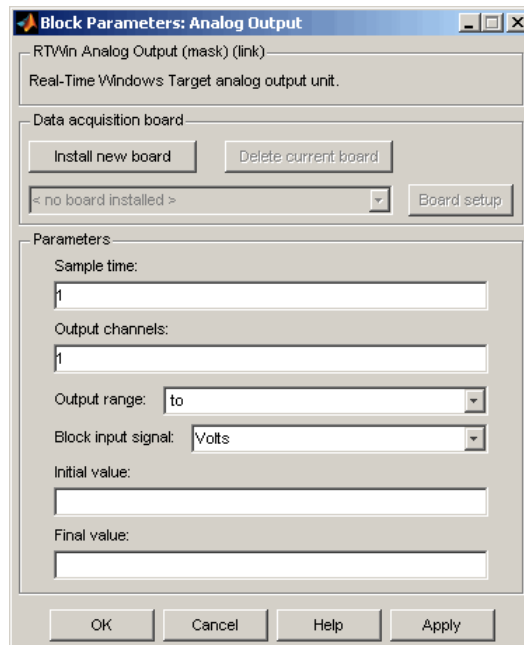 Block Parameters: Analog Output
RTWin Analog Output (mask) (link)
Real-Time Windows Target analog output unit.
Data acquisition board
Install new board
Delete current board
< no board installed >
Board setup
Parameters
Sample time:
1
Output channels:
1
Output range: to
Block input signal: Volts
Initial value:
Final value:
OK Cancel Help Apply